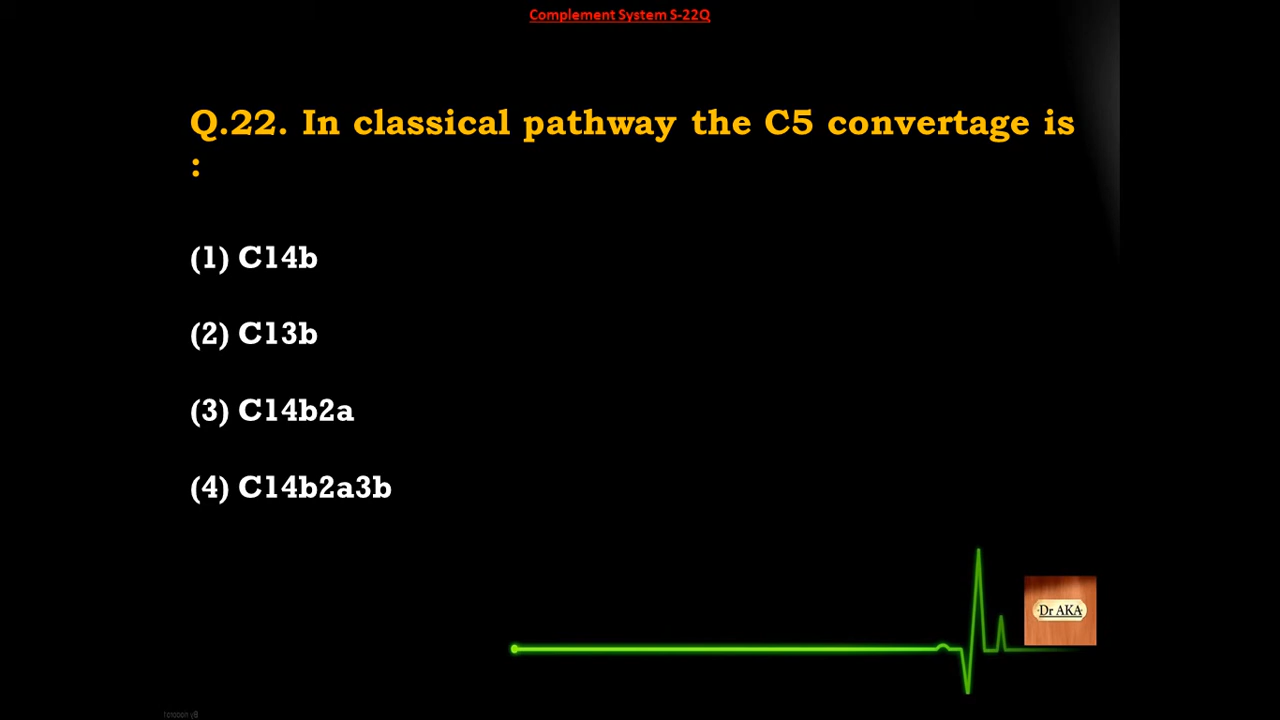 Complement System S-22Q
Q.22. In classical pathway the C5 convertage is
:
(1) C14b
(2) C13b
(3) C14b2a
(4) C14b2a3b
Dr AKA